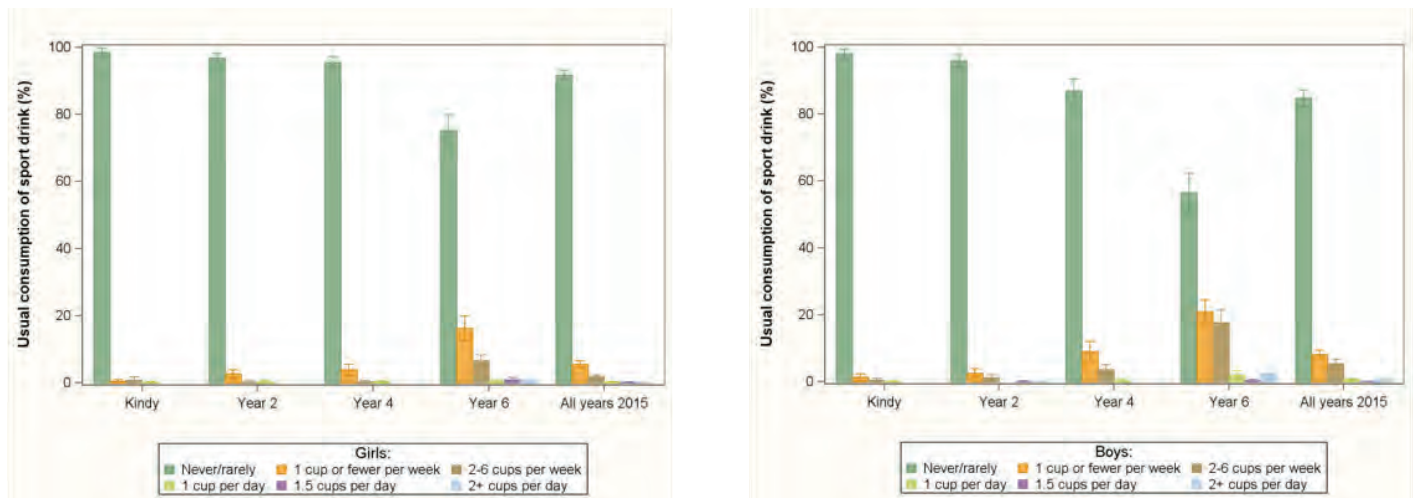 Usual consumption of sport drink (%)
100
80
60
40
20
0
Kindy Year 2 Year 4 Year 6 All years 2015
Girls:
Never/rarely 1 cup or fewer per week 2-6 cups per week
1 cup per day 1.5 cups per day 2+ cups per day
Usual consumption of sport drink (%)
100
80
60
40
20
0
Kindy Year 2 Year 4 Year 6 All years 2015
Boys:
Never/rarely 1 cup or fewer per week 2-6 cups per week
1 cup per day 1.5 cups per day 2+ cups per day